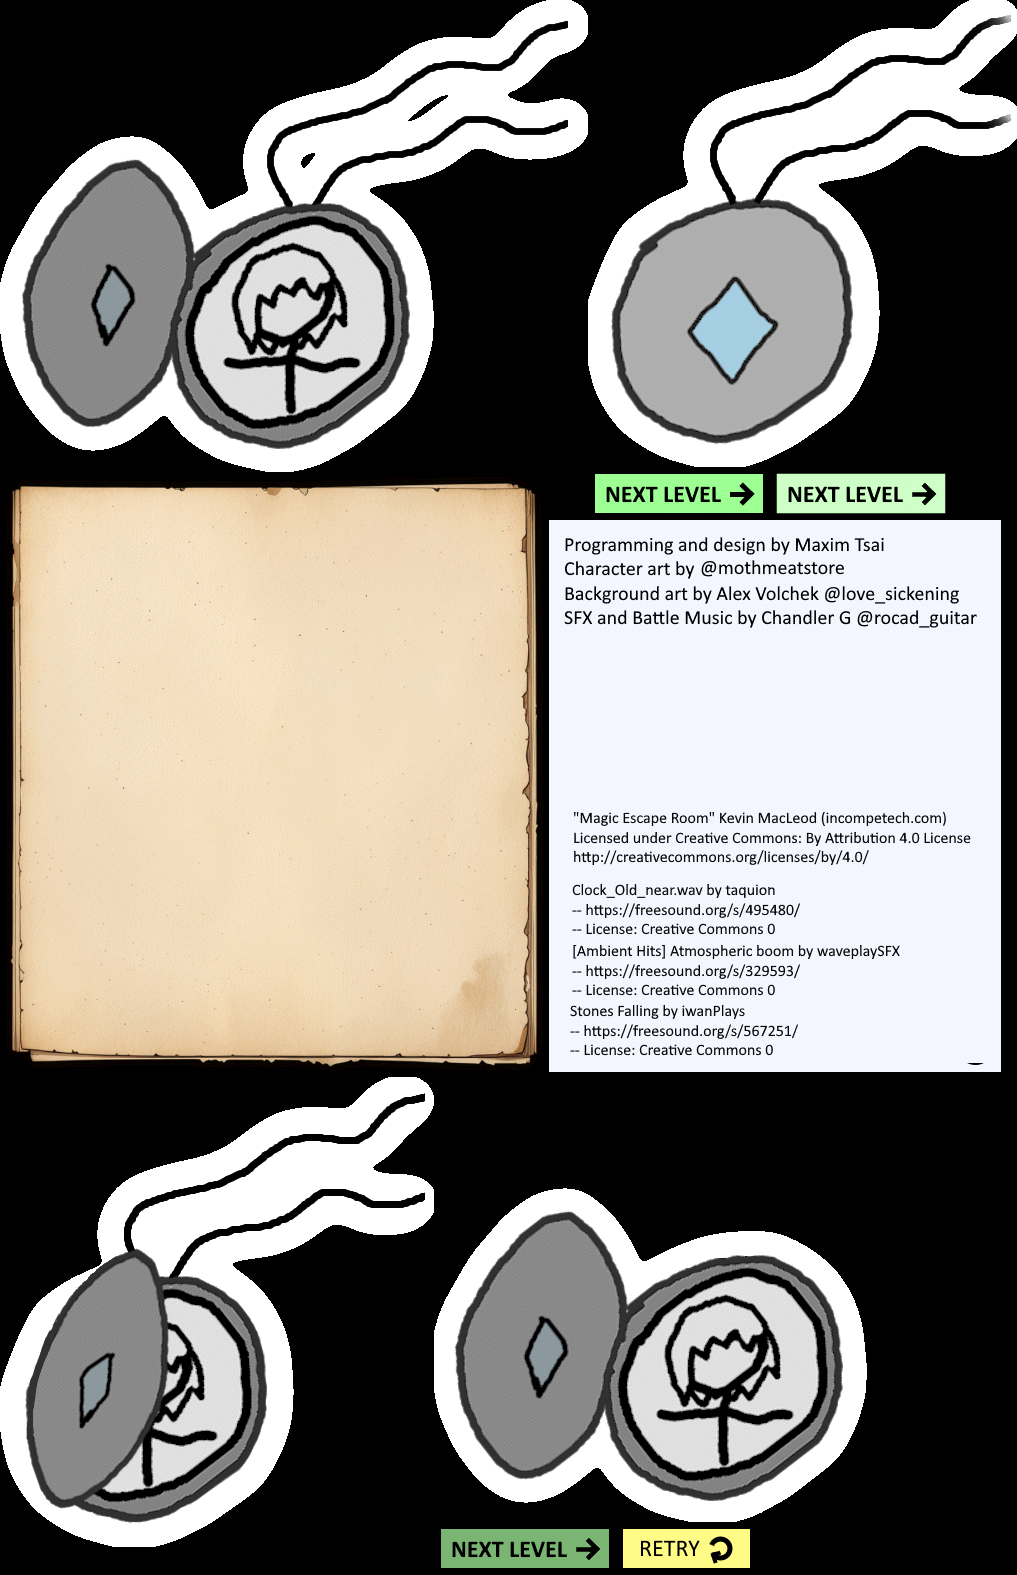 NEXT LEVEL
NEXT LEVEL
Programming and design by Maxim Tsai
Character art by @mothmeatstore
Background art by Alex Volchek @love_sickening
SFX and Battle Music by Chandler G @rocad_guitar
"Magic Escape Room" Kevin MacLeod (incompetech.com)
Licensed under Creative Commons: By Attribution 4.0 License
http://creativecommons.org/licenses/by/4.0/
Clock_Old_near.wav by taquion
-- https://freesound.org/s/495480/
-- License: Creative Commons 0
[Ambient Hits] Atmospheric boom by waveplaySFX
-- https://freesound.org/s/329593/
-- License: Creative Commons 0
Stones Falling by iwanPlays
-- https://freesound.org/s/567251/
-- License: Creative Commons 0
NEXT LEVEL
RETRY